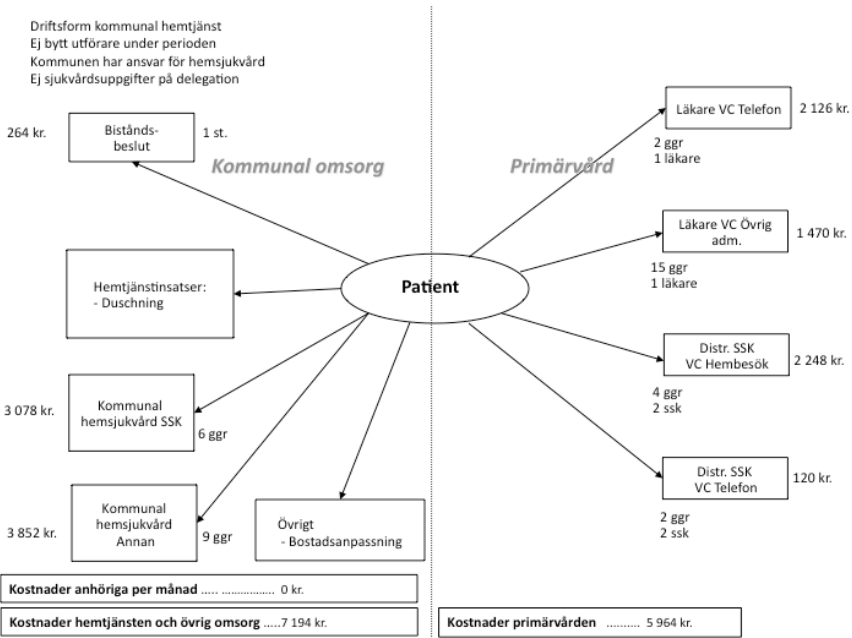 Driftsform kommunal hemtjänst
Ej bytt utförare under perioden
Kommunen har ansvar för hemsjukvård
Ej sjukvårdsuppgifter på delegation
264 kr.
Bistånds-
beslut
1 st.
Kommunal omsorg
Primärvård
Läkare VC Telefon
2 126 kr.
2 ggr
1 läkare
Läkare VC Övrig
adm.
1 470 kr.
15 ggr
1 läkare
Patient
Hemtjänstinsatser:
- Duschning
Distr. SSK
VC Hembesök
2 248 kr.
4 ggr
2 ssk
3 078 kr.
Kommunal
hemsjukvård SSK
6 ggr
Distr. SSK
VC Telefon
120 kr.
2 ggr
2 ssk
3 852 kr.
Kommunal
hemsjukvård
Annan
9 ggr
Övrigt
- Bostadsanpassning
Kostnader anhöriga per månad ..... ................ 0 kr.
Kostnader hemtjänsten och övrig omsorg .....7 194 kr.
Kostnader primärvården .......... 5 964 kr.